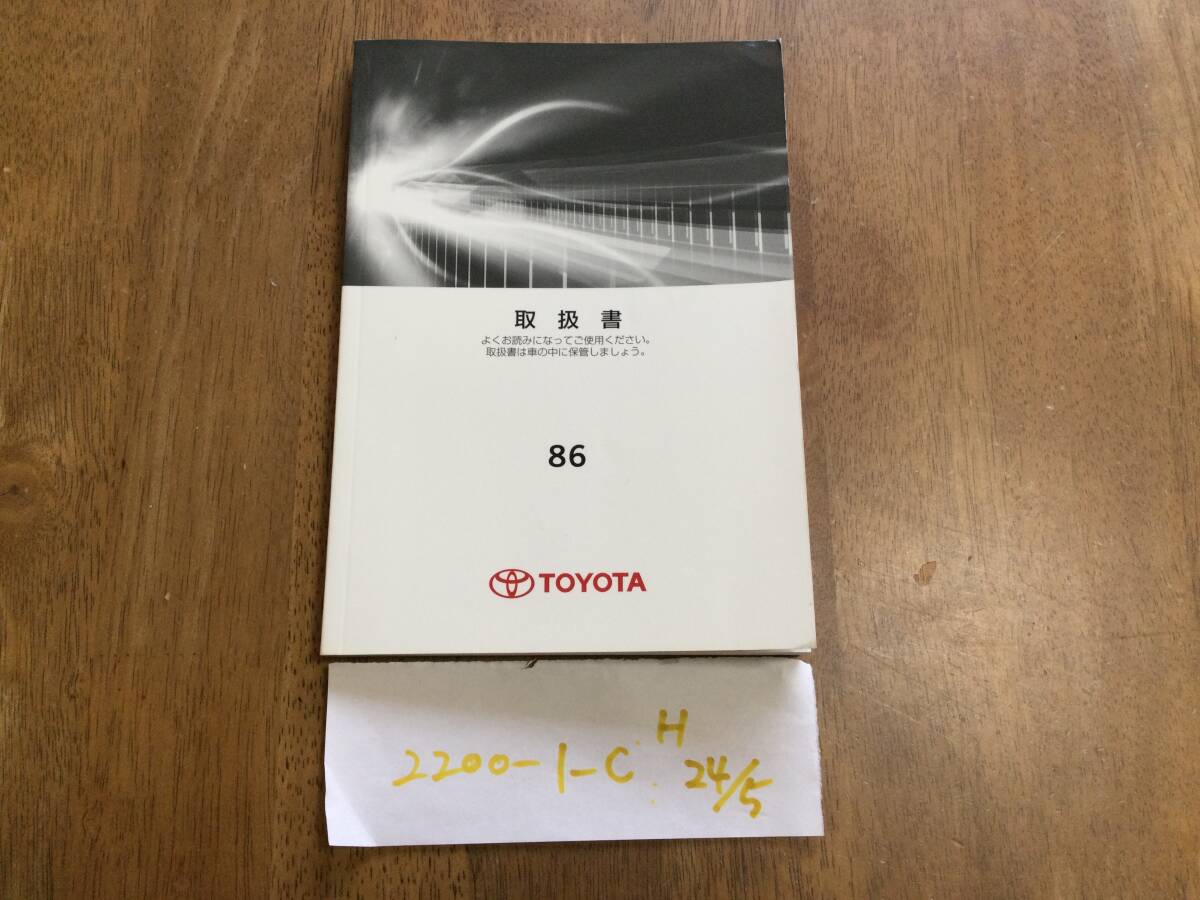 取扱書
よくお読みになってご使用ください。
取扱書は車の中に保管しましょう。
86
TOYOTA
2200-1-C H
24/5